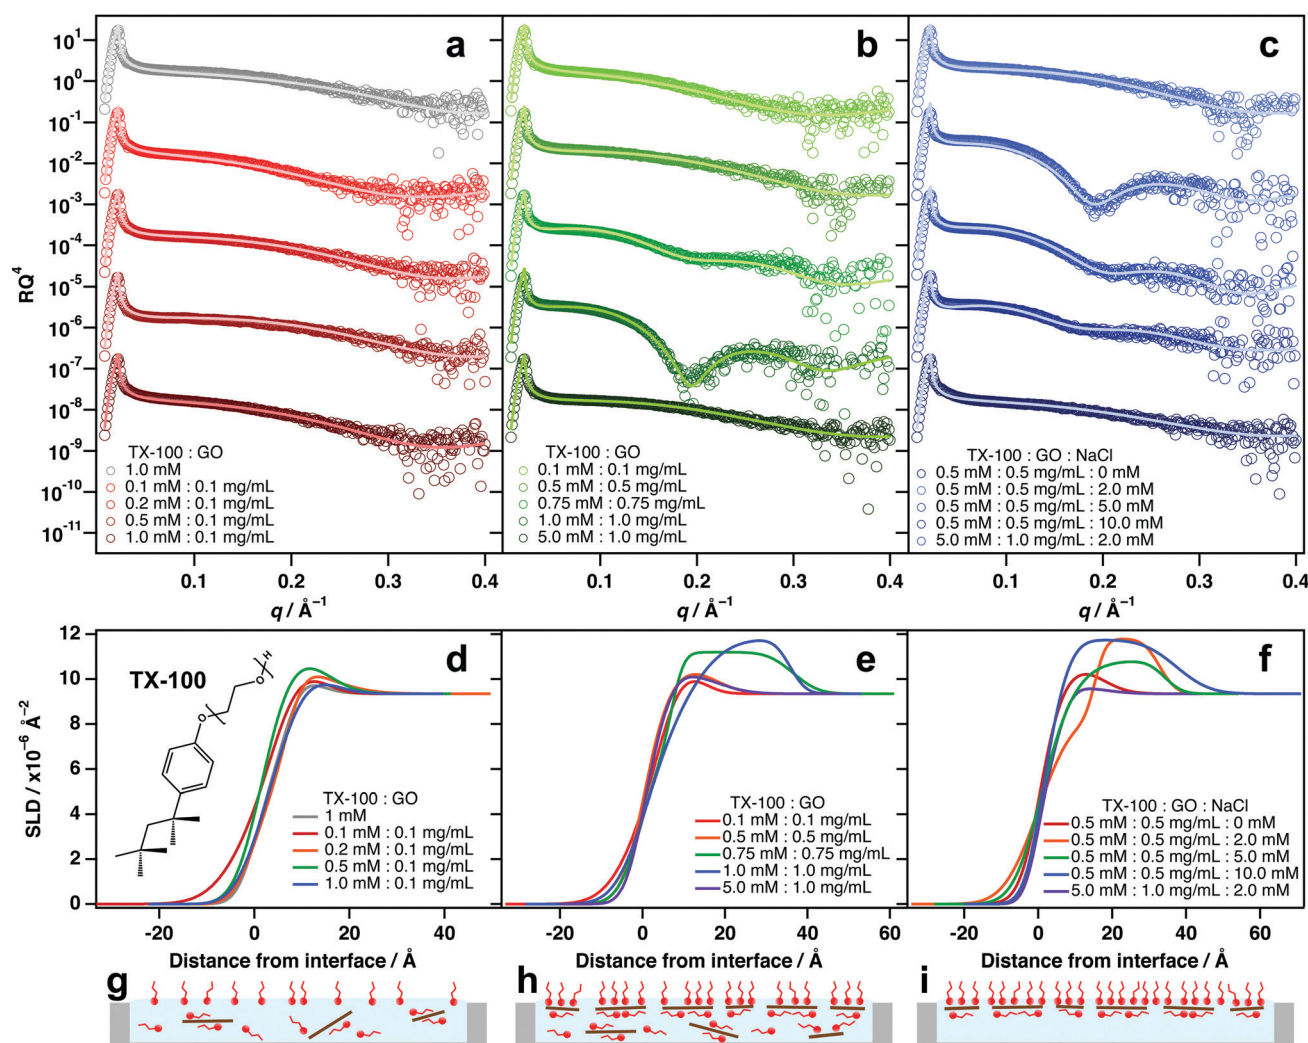 a
b
c
RQ⁴
10¹
10⁰
10⁻¹
10⁻²
10⁻³
10⁻⁴
10⁻⁵
10⁻⁶
10⁻⁷
10⁻⁸
10⁻⁹
10⁻¹⁰
10⁻¹¹
TX-100 : GO
1.0 mM
0.1 mM : 0.1 mg/mL
0.2 mM : 0.1 mg/mL
0.5 mM : 0.1 mg/mL
1.0 mM : 0.1 mg/mL
TX-100 : GO
0.1 mM : 0.1 mg/mL
0.5 mM : 0.5 mg/mL
0.75 mM : 0.75 mg/mL
1.0 mM : 1.0 mg/mL
5.0 mM : 1.0 mg/mL
TX-100 : GO : NaCl
0.5 mM : 0.5 mg/mL : 0 mM
0.5 mM : 0.5 mg/mL : 2.0 mM
0.5 mM : 0.5 mg/mL : 5.0 mM
0.5 mM : 0.5 mg/mL : 10.0 mM
5.0 mM : 1.0 mg/mL : 2.0 mM
0.1 0.2 0.3 0.4
0.1 0.2 0.3 0.4
0.1 0.2 0.3 0.4
q / Å⁻¹
q / Å⁻¹
q / Å⁻¹
d
e
f
SLD / x10⁻⁶ Å⁻²
12
10
8
6
4
2
0
TX-100
H
O
O
TX-100 : GO
1 mM
0.1 mM : 0.1 mg/mL
0.2 mM : 0.1 mg/mL
0.5 mM : 0.1 mg/mL
1.0 mM : 0.1 mg/mL
TX-100 : GO
0.1 mM : 0.1 mg/mL
0.5 mM : 0.5 mg/mL
0.75 mM : 0.75 mg/mL
1.0 mM : 1.0 mg/mL
5.0 mM : 1.0 mg/mL
TX-100 : GO : NaCl
0.5 mM : 0.5 mg/mL : 0 mM
0.5 mM : 0.5 mg/mL : 2.0 mM
0.5 mM : 0.5 mg/mL : 5.0 mM
0.5 mM : 0.5 mg/mL : 10.0 mM
5.0 mM : 1.0 mg/mL : 2.0 mM
-20 0 20 40
-20 0 20 40 60
-20 0 20 40 60
Distance from interface / Å
Distance from interface / Å
Distance from interface / Å
g
h
i